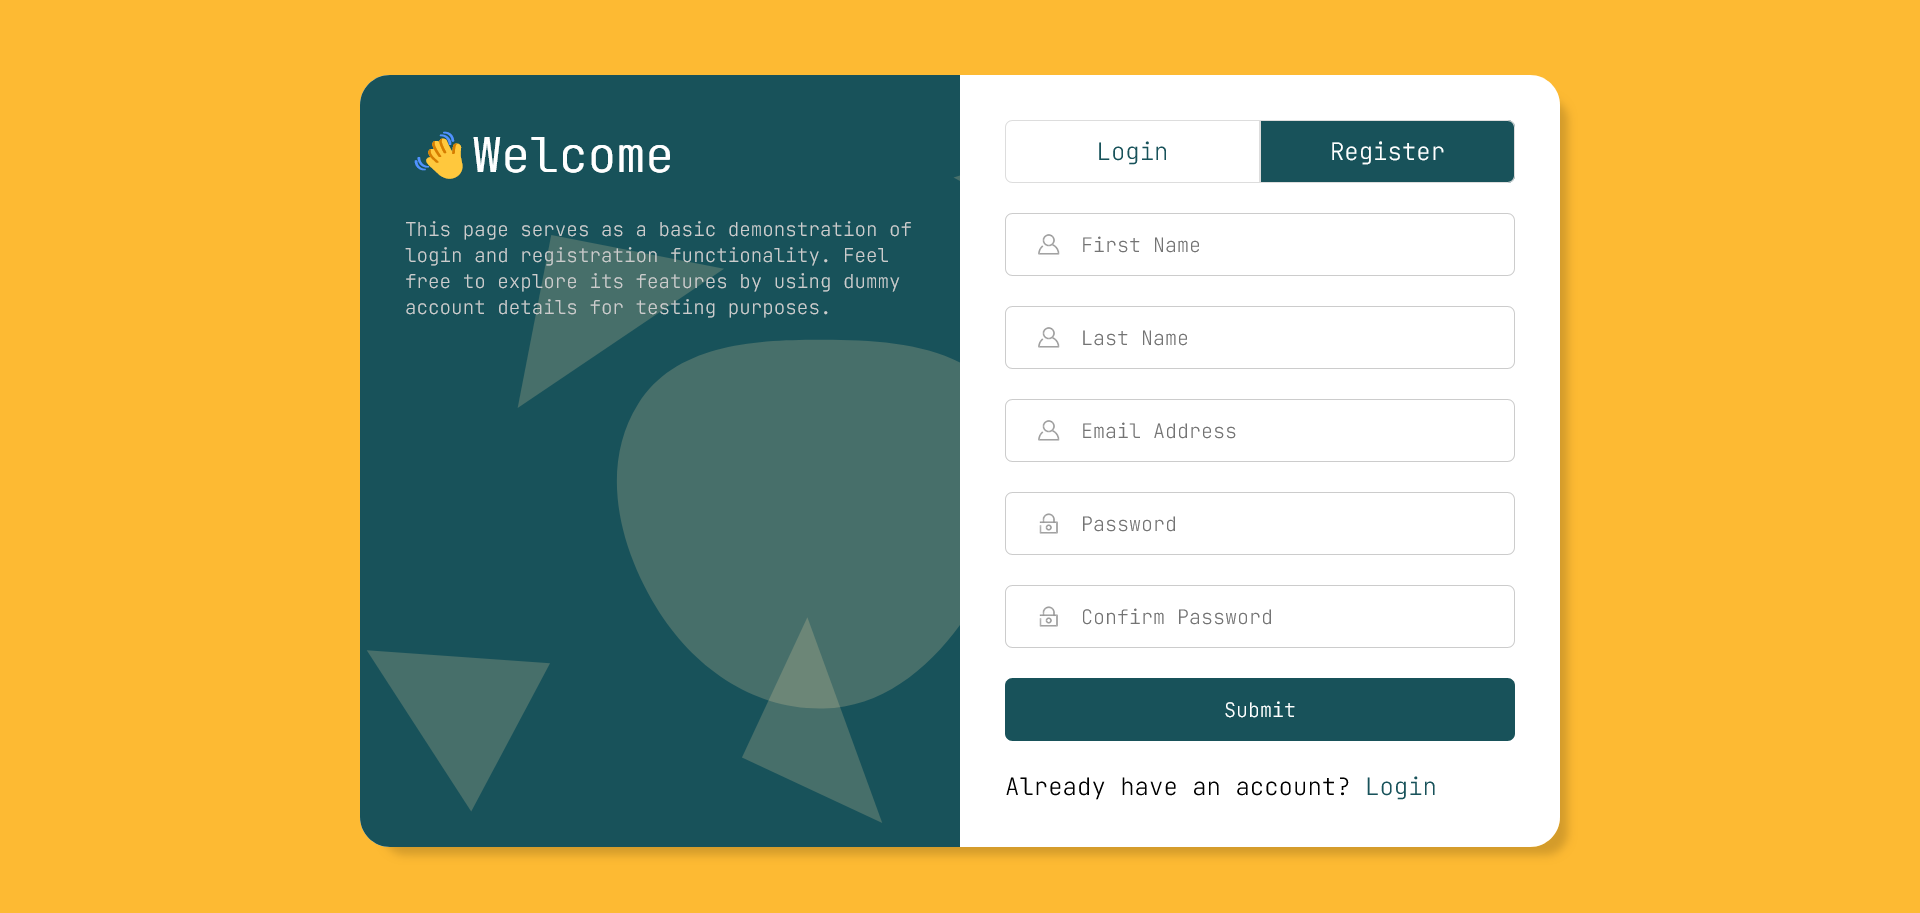 👋Welcome
This page serves as a basic demonstration of
login and registration functionality. Feel
free to explore its features by using dummy
account details for testing purposes.
Login
Register
First Name
Last Name
Email Address
Password
Confirm Password
Submit
Already have an account? Login